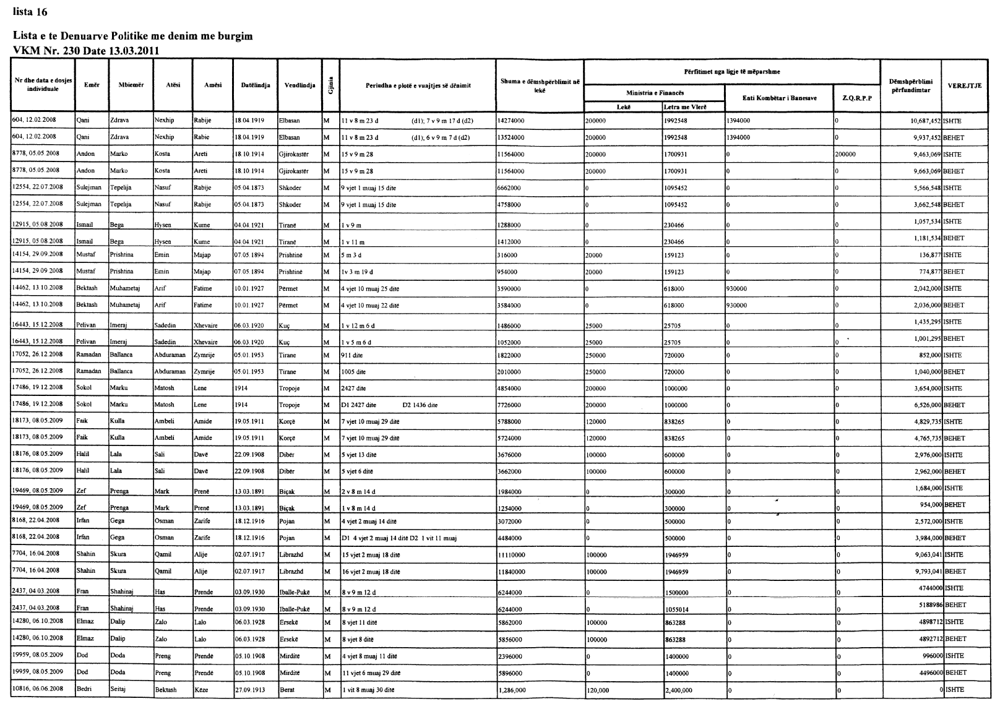 lista 16
Lista e te Denuarve Politike me denim me burgim
VKM Nr. 230 Date 13.03.2011
Nr dhe data e dosjes individuale Emër Mbiemër Atësi Amësi Datëlindja Vendlindja Gjinia Periudha e plotë e vuajtjes së dënimit Shuma e dëmshpërblimit në lekë Përfitimet nga ligje të mëparshme Dëmshpërblimi përfundimtar VEREJTJE
Ministria e Financës Enti Kombëtar i Banesave Z.Q.R.P.P
Lekë Letra me Vlerë
604, 12.02.2008 Qani Zdrava Nexhip Rabije 18.04.1919 Elbasan M 11 v 8 m 23 d (d1); 7 v 9 m 17 d (d2) 14274000 200000 1992548 1394000 0 10,687,452 ISHTE
604, 12.02.2008 Qani Zdrava Nexhip Rabie 18.04.1919 Elbasan M 11 v 8 m 23 d (d1); 6 v 9 m 7 d (d2) 13524000 200000 1992548 1394000 0 9,937,452 BEHET
8778, 05.05.2008 Andon Marko Kosta Areti 18.10.1914 Gjirokastër M 15 v 9 m 28 11564000 200000 1700931 0 200000 9,463,069 ISHTE
8778, 05.05.2008 Andon Marko Kosta Areti 18.10.1914 Gjirokastër M 15 v 9 m 28 11564000 200000 1700931 0 0 9,663,069 BEHET
12554, 22.07.2008 Sulejman Tepelija Nasuf Rabije 05.04.1873 Shkoder M 9 vjet 1 muaj 15 dite 6662000 0 1095452 0 0 5,566,548 ISHTE
12554, 22.07.2008 Sulejman Tepelija Nasuf Rabije 05.04.1873 Shkoder M 9 vjet 1 muaj 15 dite 4758000 0 1095452 0 0 3,662,548 BEHET
12915, 05.08.2008 Ismail Bega Hysen Kume 04.04.1921 Tiranë M 1 v 9 m 1288000 0 230466 0 0 1,057,534 ISHTE
12915, 05.08.2008 Ismail Bega Hysen Kume 04.04.1921 Tiranë M 1 v 11 m 1412000 0 230466 0 0 1,181,534 BEHET
14154, 29.09.2008 Mustaf Prishtina Emin Majap 07.05.1894 Prishtinë M 5 m 3 d 316000 20000 159123 0 0 136,877 ISHTE
14154, 29.09.2008 Mustaf Prishtina Emin Majap 07.05.1894 Prishtinë M 1v 3 m 19 d 954000 20000 159123 0 0 774,877 BEHET
14462, 13.10.2008 Bektash Muhametaj Arif Fatime 10.01.1927 Përmet M 4 vjet 10 muaj 25 ditë 3590000 0 618000 930000 0 2,042,000 ISHTE
14462, 13.10.2008 Bektash Muhametaj Arif Fatime 10.01.1927 Përmet M 4 vjet 10 muaj 22 ditë 3584000 0 618000 930000 0 2,036,000 BEHET
16443, 15.12.2008 Pelivan Imeraj Sadedin Xhevaire 06.03.1920 Kuç M 1 v 12 m 6 d 1486000 25000 25705 0 0 1,435,295 ISHTE
16443, 15.12.2008 Pelivan Imeraj Sadedin Xhevaire 06.03.1920 Kuç M 1 v 5 m 6 d 1052000 25000 25705 0 0 1,001,295 BEHET
17052, 26.12.2008 Ramadan Ballanca Abduraman Zymrije 05.01.1953 Tirane M 911 dite 1822000 250000 720000 0 0 852,000 ISHTE
17052, 26.12.2008 Ramadan Ballanca Abduraman Zymrije 05.01.1953 Tirane M 1005 dite 2010000 250000 720000 0 0 1,040,000 BEHET
17486, 19.12.2008 Sokol Marku Matosh Lene 1914 Tropoje M 2427 dite 4854000 200000 1000000 0 0 3,654,000 ISHTE
17486, 19.12.2008 Sokol Marku Matosh Lene 1914 Tropoje M D1 2427 dite D2 1436 dite 7726000 200000 1000000 0 0 6,526,000 BEHET
18173, 08.05.2009 Faik Kulla Ambeli Amide 19.05.1911 Korçë M 7 vjet 10 muaj 29 ditë 5788000 120000 838265 0 0 4,829,735 ISHTE
18173, 08.05.2009 Faik Kulla Ambeli Amide 19.05.1911 Korçë M 7 vjet 10 muaj 29 ditë 5724000 120000 838265 0 0 4,765,735 BEHET
18176, 08.05.2009 Halil Lala Sali Davë 22.09.1908 Dibër M 5 vjet 13 ditë 3676000 100000 600000 0 0 2,976,000 ISHTE
18176, 08.05.2009 Halil Lala Sali Davë 22.09.1908 Dibër M 5 vjet 6 ditë 3662000 100000 600000 0 0 2,962,000 BEHET
19469, 08.05.2009 Zef Prenga Mark Prenë 13.03.1891 Biçak M 2 v 8 m 14 d 1984000 0 300000 0 0 1,684,000 ISHTE
19469, 08.05.2009 Zef Prenga Mark Prenë 13.03.1891 Biçak M 1 v 8 m 14 d 1254000 0 300000 0 0 954,000 BEHET
8168, 22.04.2008 Irfan Gega Osman Zarife 18.12.1916 Pojan M 4 vjet 2 muaj 14 ditë 3072000 0 500000 0 0 2,572,000 ISHTE
8168, 22.04.2008 Irfan Gega Osman Zarife 18.12.1916 Pojan M D1 4 vjet 2 muaj 14 ditë D2 1 vit 11 muaj 4484000 0 500000 0 0 3,984,000 BEHET
7704, 16.04.2008 Shahin Skura Qamil Alije 02.07.1917 Librazhd M 15 vjet 2 muaj 18 ditë 11110000 100000 1946959 0 0 9,063,041 ISHTE
7704, 16.04.2008 Shahin Skura Qamil Alije 02.07.1917 Librazhd M 16 vjet 2 muaj 18 ditë 11840000 100000 1946959 0 0 9,793,041 BEHET
2437, 04.03.2008 Fran Shahinaj Has Prende 03.09.1930 Iballe-Pukë M 8 v 9 m 12 d 6244000 0 1500000 0 0 4744000 ISHTE
2437, 04.03.2008 Fran Shahinaj Has Prende 03.09.1930 Iballe-Pukë M 8 v 9 m 12 d 6244000 0 1055014 0 0 5188986 BEHET
14280, 06.10.2008 Elmaz Dalip Zalo Lalo 06.03.1928 Ersekë M 8 vjet 11 ditë 5862000 100000 863288 0 0 4898712 ISHTE
14280, 06.10.2008 Elmaz Dalip Zalo Lalo 06.03.1928 Ersekë M 8 vjet 8 ditë 5856000 100000 863288 0 0 4892712 BEHET
19959, 08.05.2009 Dod Doda Preng Prendë 05.10.1908 Mirditë M 4 vjet 8 muaj 11 ditë 2396000 0 1400000 0 0 996000 ISHTE
19959, 08.05.2009 Dod Doda Preng Prendë 05.10.1908 Mirditë M 11 vjet 6 muaj 29 ditë 5896000 0 1400000 0 0 4496000 BEHET
10816, 06.06.2008 Bedri Seitaj Bektash Këze 27.09.1913 Berat M 1 vit 8 muaj 30 ditë 1,286,000 120,000 2,400,000 0 0 0 ISHTE